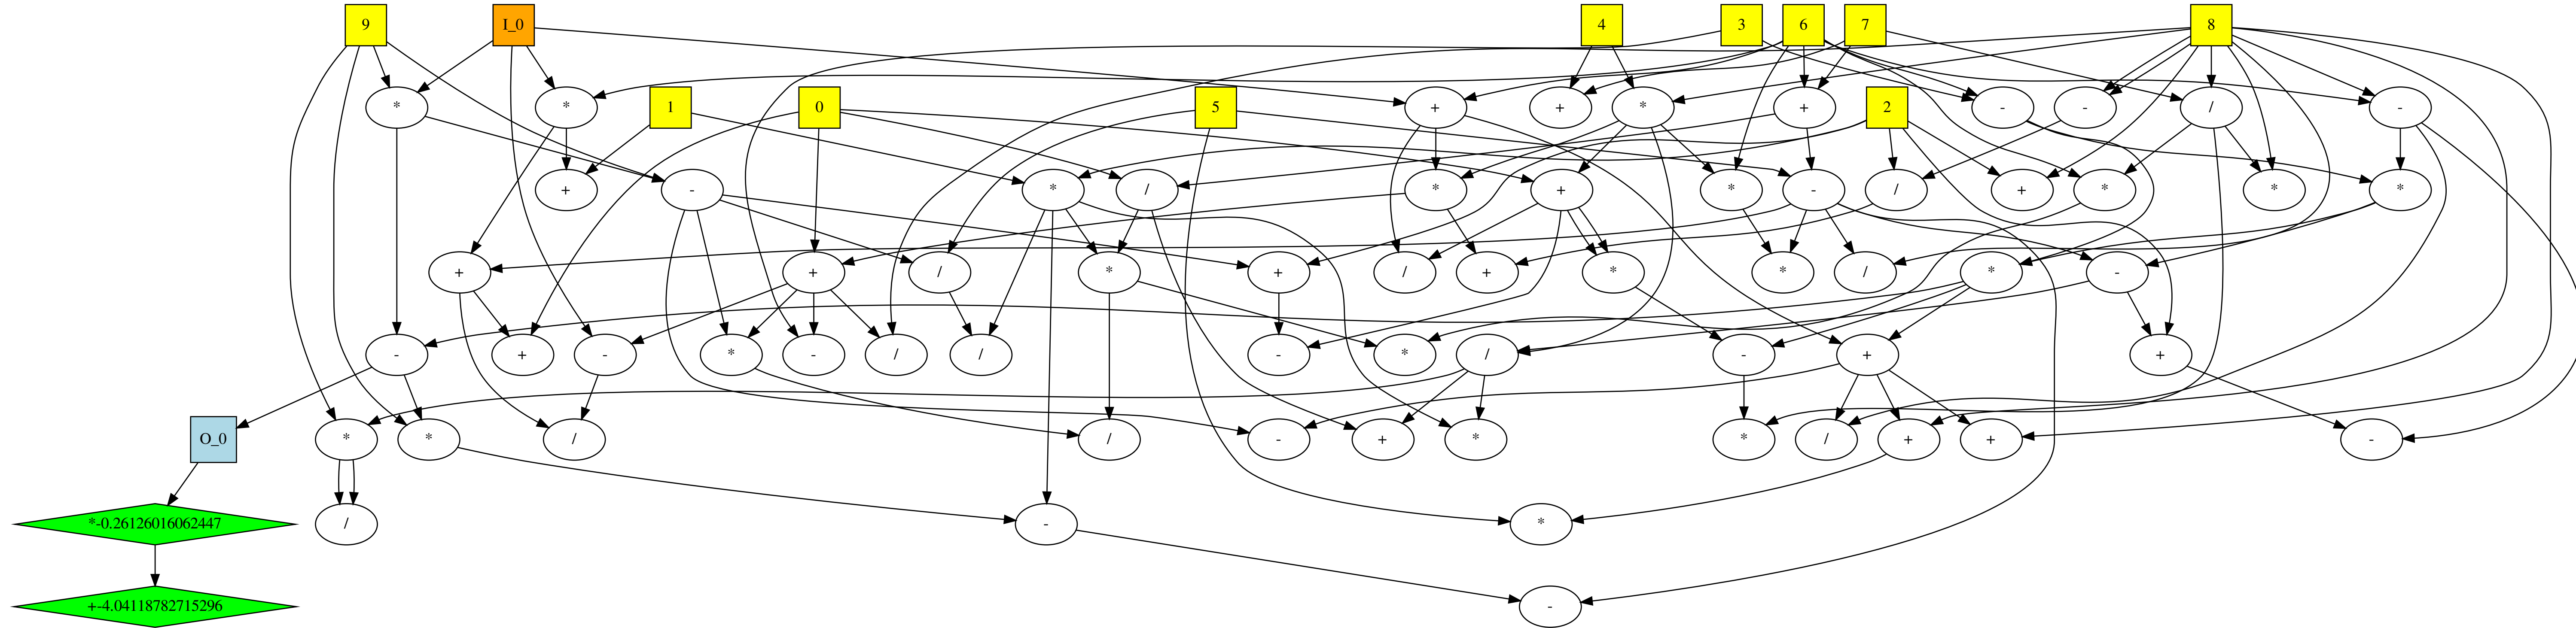 9 I_0 4 3 6 7 8
* * + + * + - - / -
1 0 5 2
+ - * / * + * - / + * * *
+ + / * + / + * * / * -
- + - * - / / - * / - + +
O_0 * * / / - + * * / + + -
*-0.26126016062447 / - *
+-4.04118782715296 -